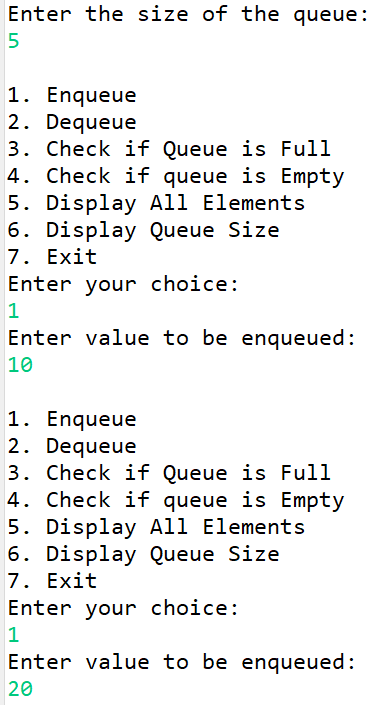 Enter the size of the queue:
5
1. Enqueue
2. Dequeue
3. Check if Queue is Full
4. Check if queue is Empty
5. Display All Elements
6. Display Queue Size
7. Exit
Enter your choice:
1
Enter value to be enqueued:
10
1. Enqueue
2. Dequeue
3. Check if Queue is Full
4. Check if queue is Empty
5. Display All Elements
6. Display Queue Size
7. Exit
Enter your choice:
1
Enter value to be enqueued:
20